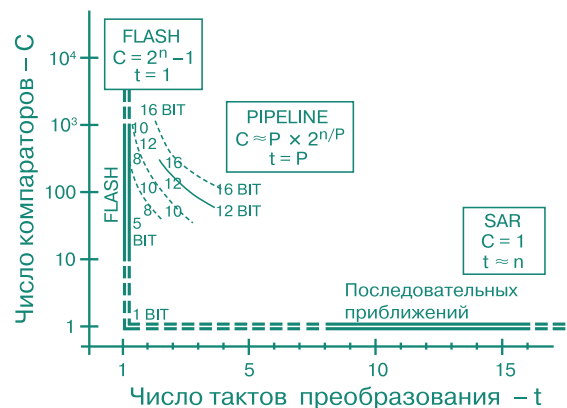 FLASH
C = 2ⁿ –1
t = 1
Число компараторов – C
10⁴
10³
100
10
1
16 BIT
10
12
8
16
10
12
8
10
16 BIT
12 BIT
FLASH
5
BIT
1 BIT
PIPELINE
C ≈ P × 2ⁿ/ᴾ
t = P
SAR
C = 1
t ≈ n
Последовательных
приближений
1
5
10
15
Число тактов преобразования – t